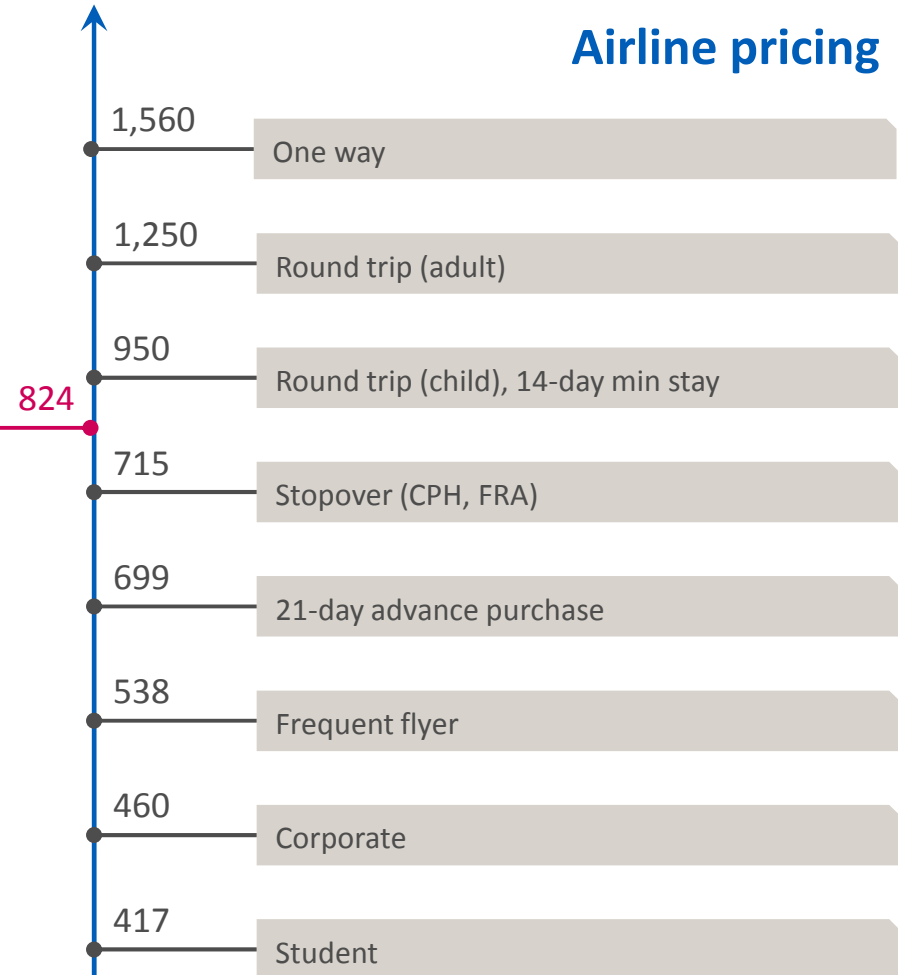 Airline pricing
1,560
One way
1,250
Round trip (adult)
950
Round trip (child), 14-day min stay
824
715
Stopover (CPH, FRA)
699
21-day advance purchase
538
Frequent flyer
460
Corporate
417
Student